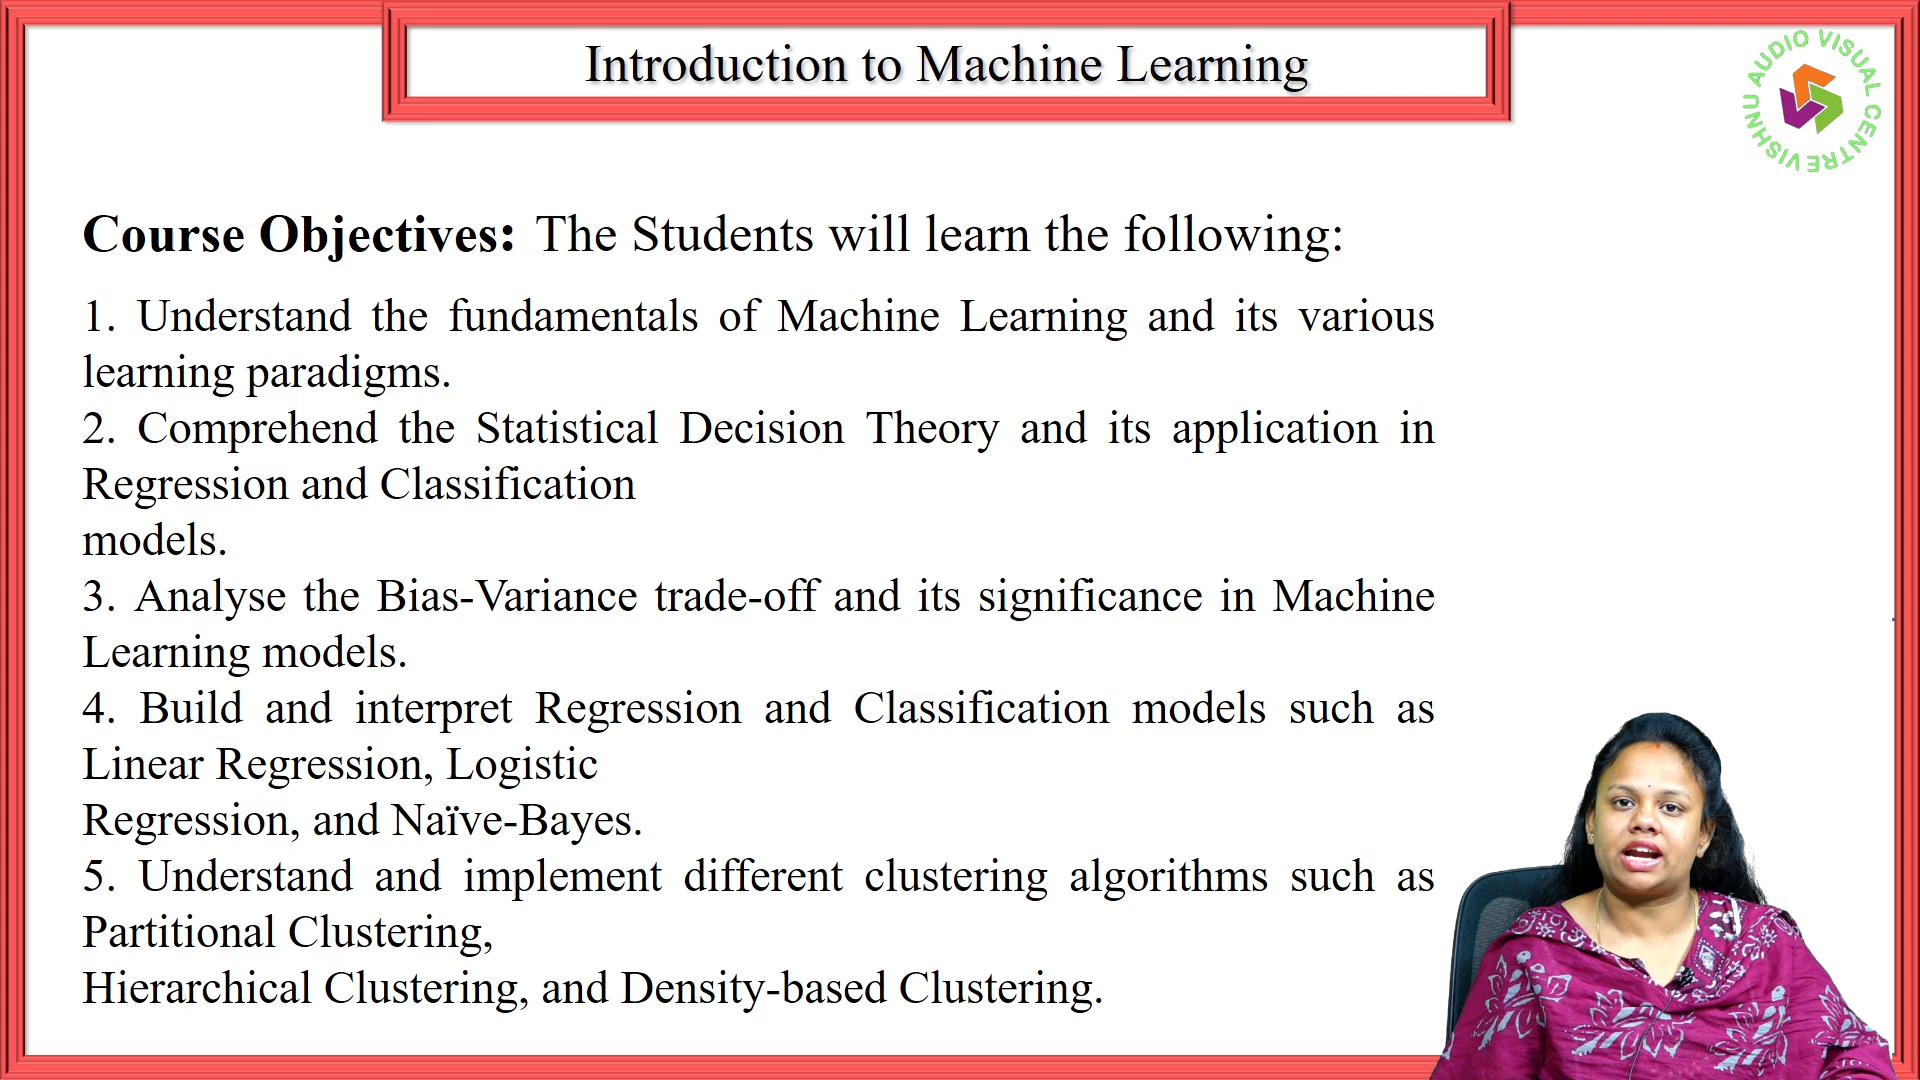 Introduction to Machine Learning
VISHNU AUDIO VISUAL CENTRE
Course Objectives: The Students will learn the following:
1. Understand the fundamentals of Machine Learning and its various
learning paradigms.
2. Comprehend the Statistical Decision Theory and its application in
Regression and Classification
models.
3. Analyse the Bias-Variance trade-off and its significance in Machine
Learning models.
4. Build and interpret Regression and Classification models such as
Linear Regression, Logistic
Regression, and Naïve-Bayes.
5. Understand and implement different clustering algorithms such as
Partitional Clustering,
Hierarchical Clustering, and Density-based Clustering.